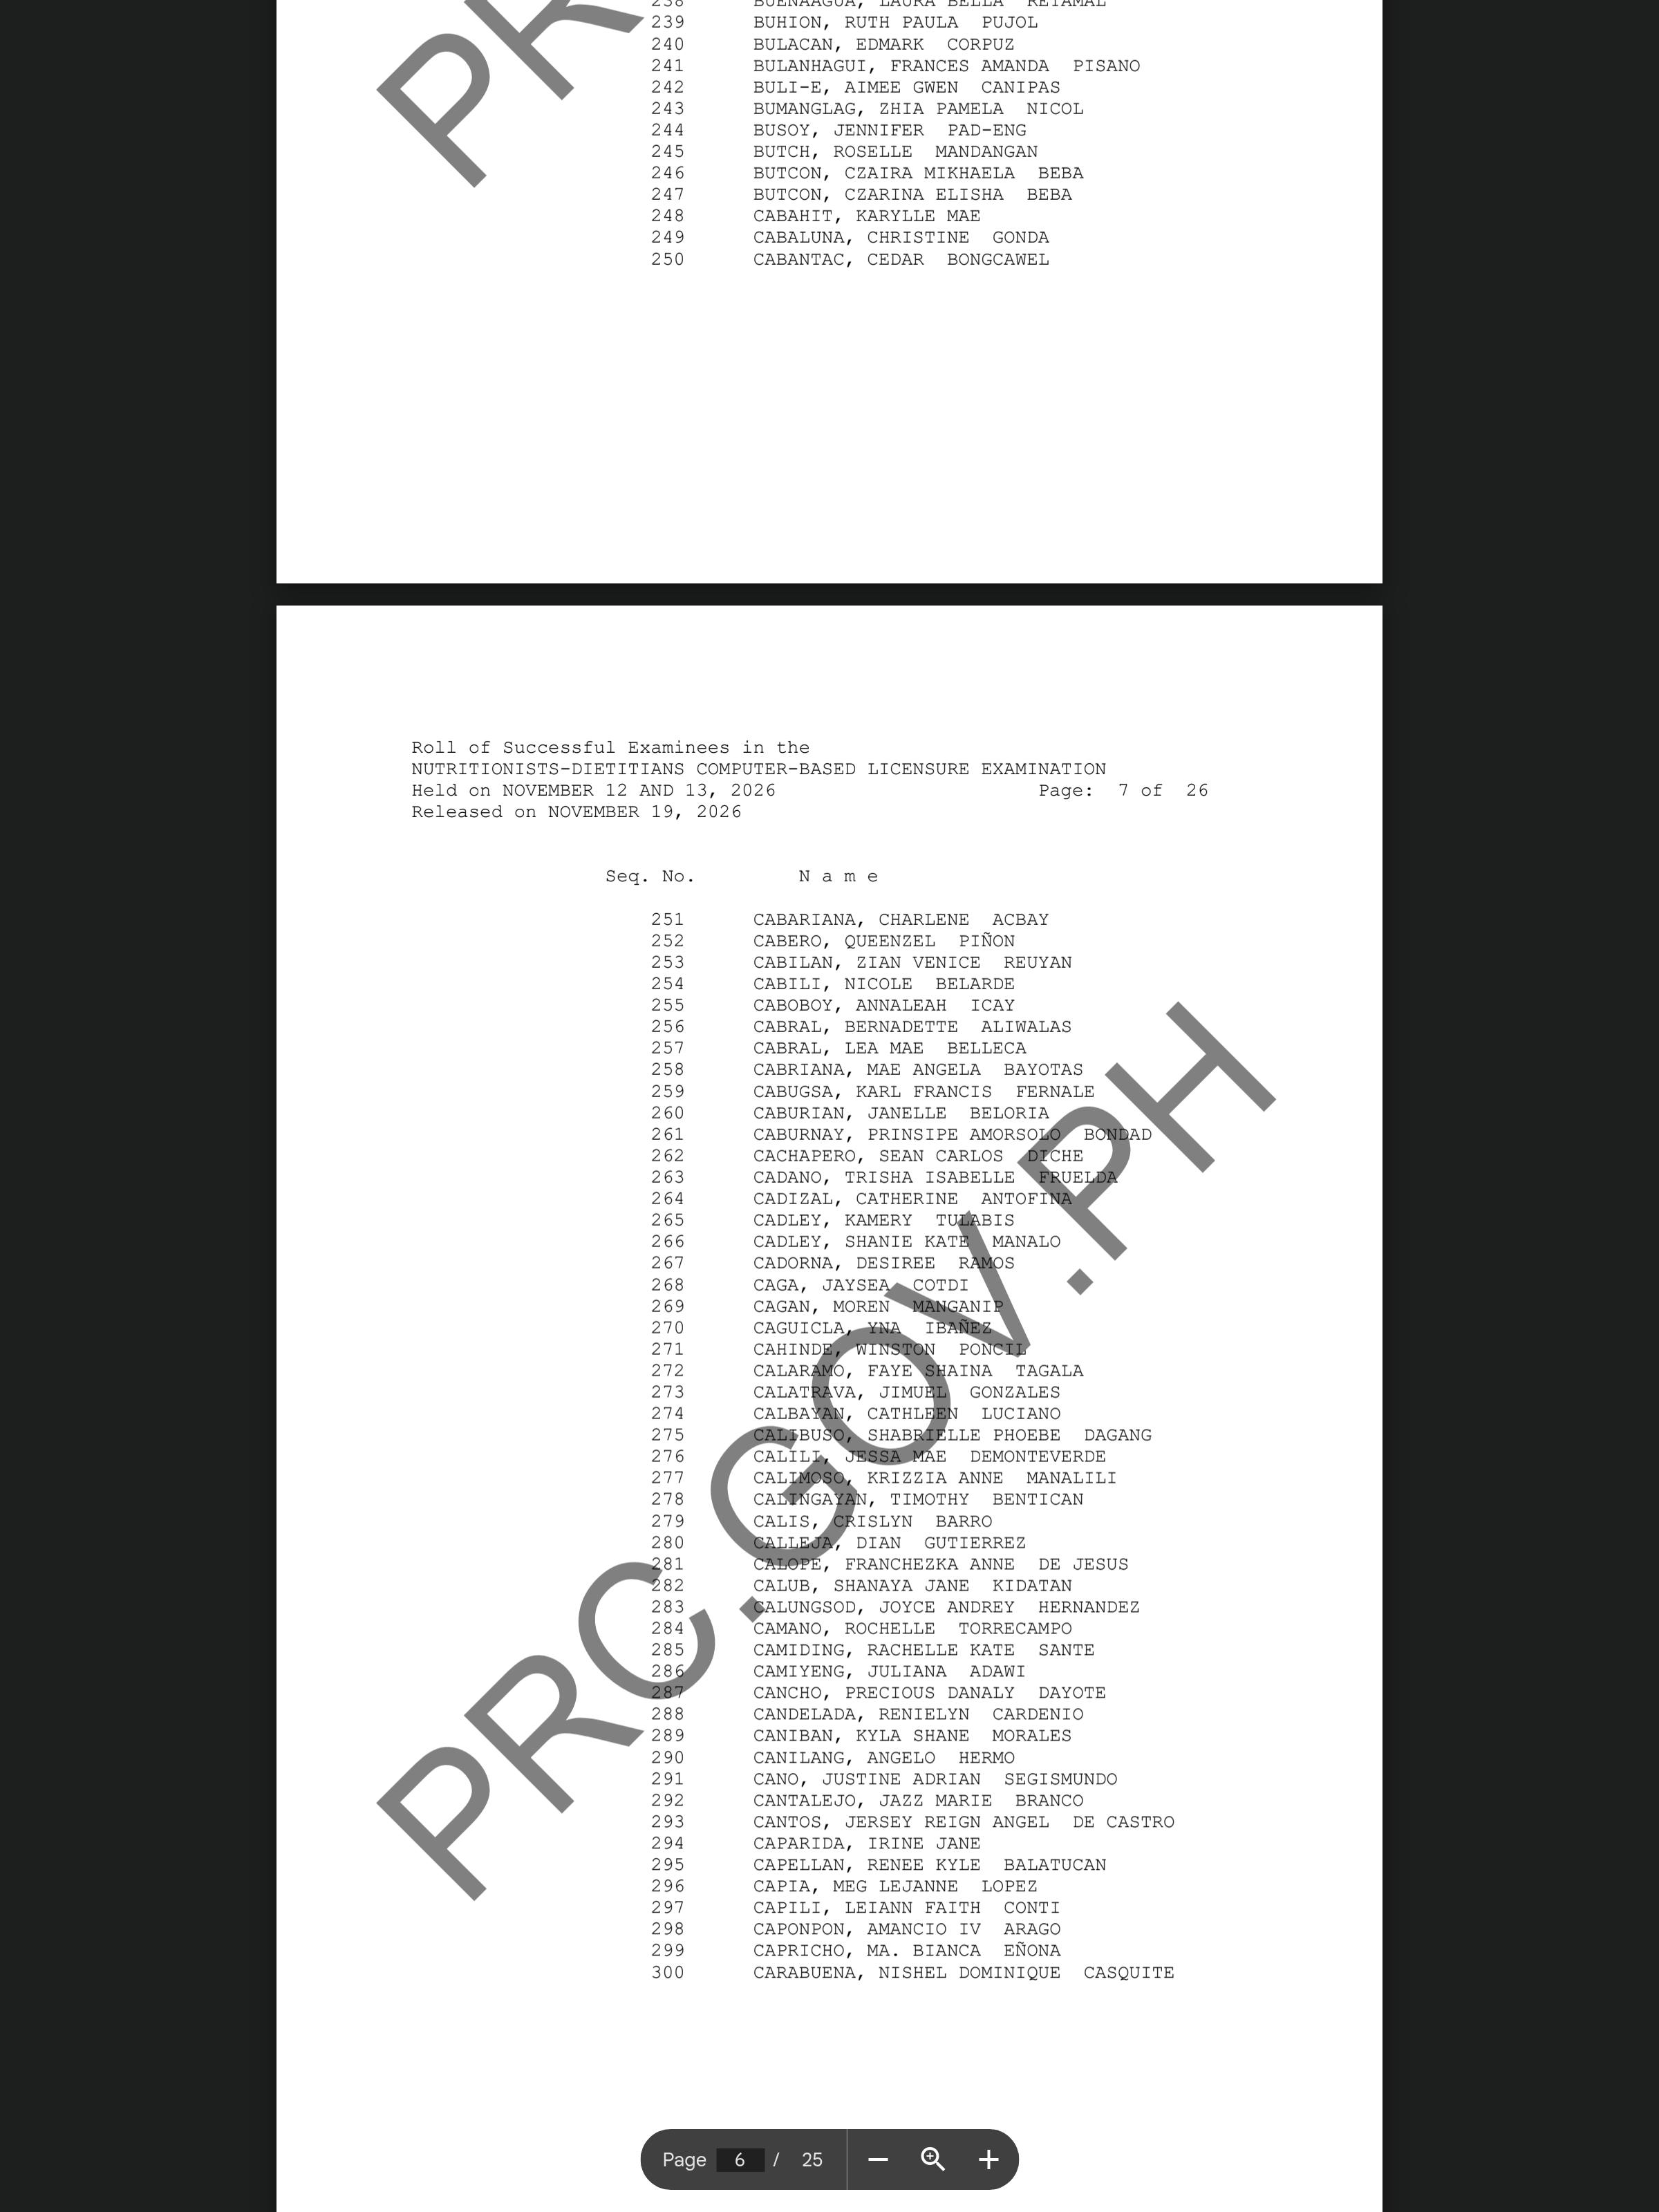 238 BUENAAGUA, LAURA BELLA RETAMAL
239 BUHION, RUTH PAULA PUJOL
240 BULACAN, EDMARK CORPUZ
241 BULANHAGUI, FRANCES AMANDA PISANO
242 BULI-E, AIMEE GWEN CANIPAS
243 BUMANGLAG, ZHIA PAMELA NICOL
244 BUSOY, JENNIFER PAD-ENG
245 BUTCH, ROSELLE MANDANGAN
246 BUTCON, CZAIRA MIKHAELA BEBA
247 BUTCON, CZARINA ELISHA BEBA
248 CABAHIT, KARYLLE MAE
249 CABALUNA, CHRISTINE GONDA
250 CABANTAC, CEDAR BONGCAWEL
PR
Roll of Successful Examinees in the
NUTRITIONISTS-DIETITIANS COMPUTER-BASED LICENSURE EXAMINATION
Held on NOVEMBER 12 AND 13, 2026 Page: 7 of 26
Released on NOVEMBER 19, 2026
Seq. No. N a m e
251 CABARIANA, CHARLENE ACBAY
252 CABERO, QUEENZEL PIÑON
253 CABILAN, ZIAN VENICE REUYAN
254 CABILI, NICOLE BELARDE
255 CABOBOY, ANNALEAH ICAY
256 CABRAL, BERNADETTE ALIWALAS
257 CABRAL, LEA MAE BELLECA
258 CABRIANA, MAE ANGELA BAYOTAS
259 CABUGSA, KARL FRANCIS FERNALE
260 CABURIAN, JANELLE BELORIA
261 CABURNAY, PRINSIPE AMORSOLO BONDAD
262 CACHAPERO, SEAN CARLOS DICHE
263 CADANO, TRISHA ISABELLE FRUELDA
264 CADIZAL, CATHERINE ANTOFINA
265 CADLEY, KAMERY TULABIS
266 CADLEY, SHANIE KATE MANALO
267 CADORNA, DESIREE RAMOS
268 CAGA, JAYSEA COTDI
269 CAGAN, MOREN MANGANIP
270 CAGUICLA, YNA IBAÑEZ
271 CAHINDE, WINSTON PONCIL
272 CALARAMO, FAYE SHAINA TAGALA
273 CALATRAVA, JIMUEL GONZALES
274 CALBAYAN, CATHLEEN LUCIANO
275 CALIBUSO, SHABRIELLE PHOEBE DAGANG
276 CALILI, JESSA MAE DEMONTEVERDE
277 CALIMOSO, KRIZZIA ANNE MANALILI
278 CALINGAYAN, TIMOTHY BENTICAN
279 CALIS, CRISLYN BARRO
280 CALLEJA, DIAN GUTIERREZ
281 CALOPE, FRANCHEZKA ANNE DE JESUS
282 CALUB, SHANAYA JANE KIDATAN
283 CALUNGSOD, JOYCE ANDREY HERNANDEZ
284 CAMANO, ROCHELLE TORRECAMPO
285 CAMIDING, RACHELLE KATE SANTE
286 CAMIYENG, JULIANA ADAWI
287 CANCHO, PRECIOUS DANALY DAYOTE
288 CANDELADA, RENIELYN CARDENIO
289 CANIBAN, KYLA SHANE MORALES
290 CANILANG, ANGELO HERMO
291 CANO, JUSTINE ADRIAN SEGISMUNDO
292 CANTALEJO, JAZZ MARIE BRANCO
293 CANTOS, JERSEY REIGN ANGEL DE CASTRO
294 CAPARIDA, IRINE JANE
295 CAPELLAN, RENEE KYLE BALATUCAN
296 CAPIA, MEG LEJANNE LOPEZ
297 CAPILI, LEIANN FAITH CONTI
298 CAPONPON, AMANCIO IV ARAGO
299 CAPRICHO, MA. BIANCA EÑONA
300 CARABUENA, NISHEL DOMINIQUE CASQUITE
PRC.GOV.PH
Page 6 / 25